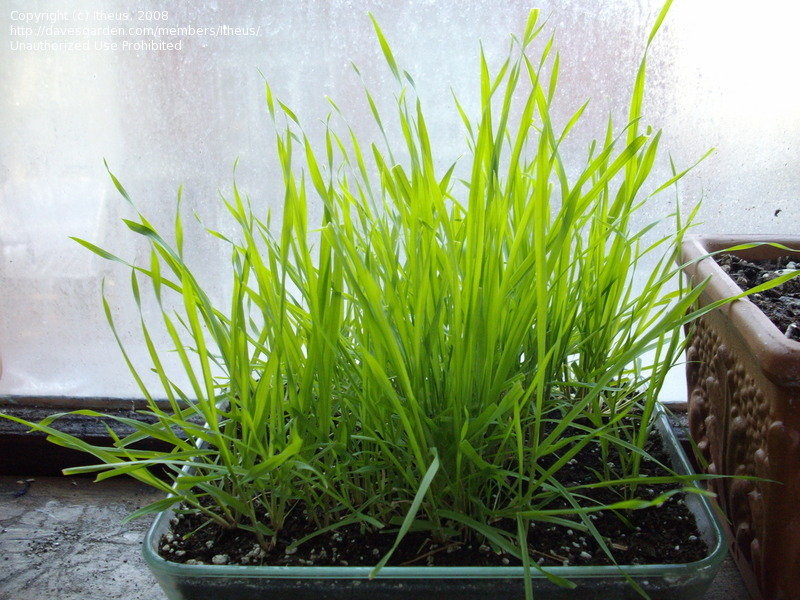 Copyright (c) Itheus, 2008
http://davesgarden.com/members/Itheus/
Unauthorized Use Prohibited